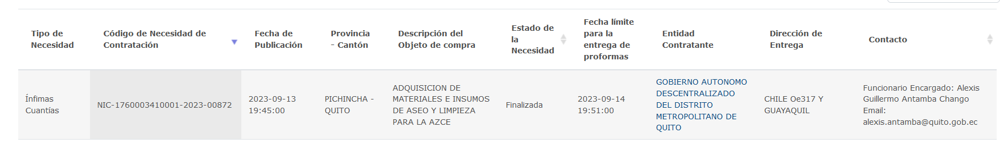 Tipo de
Necesidad
Código de Necesidad de
Contratación
Fecha de
Publicación
Provincia
- Cantón
Descripción del
Objeto de compra
Estado de
la
Necesidad
Fecha límite
para la
entrega de
proformas
Entidad
Contratante
Dirección de
Entrega
Contacto
Ínfimas
Cuantías
NIC-1760003410001-2023-00872
2023-09-13
19:45:00
PICHINCHA -
QUITO
ADQUISICION DE
MATERIALES E INSUMOS
DE ASEO Y LIMPIEZA
PARA LA AZCE
Finalizada
2023-09-14
19:51:00
GOBIERNO AUTONOMO
DESCENTRALIZADO
DEL DISTRITO
METROPOLITANO DE
QUITO
CHILE Oe317 Y
GUAYAQUIL
Funcionario Encargado: Alexis
Guillermo Antamba Chango
Email:
alexis.antamba@quito.gob.ec